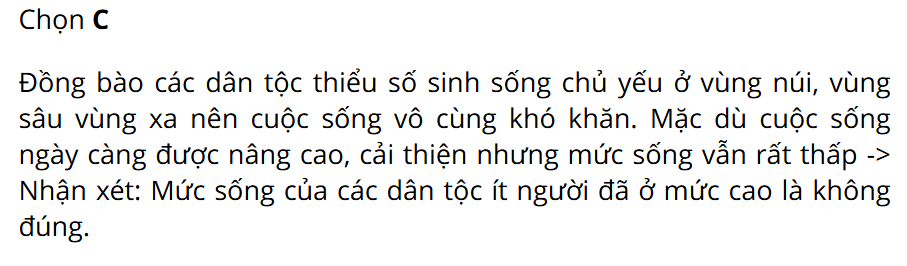 Chọn C
Đồng bào các dân tộc thiểu số sinh sống chủ yếu ở vùng núi, vùng
sâu vùng xa nên cuộc sống vô cùng khó khăn. Mặc dù cuộc sống
ngày càng được nâng cao, cải thiện nhưng mức sống vẫn rất thấp ->
Nhận xét: Mức sống của các dân tộc ít người đã ở mức cao là không
đúng.